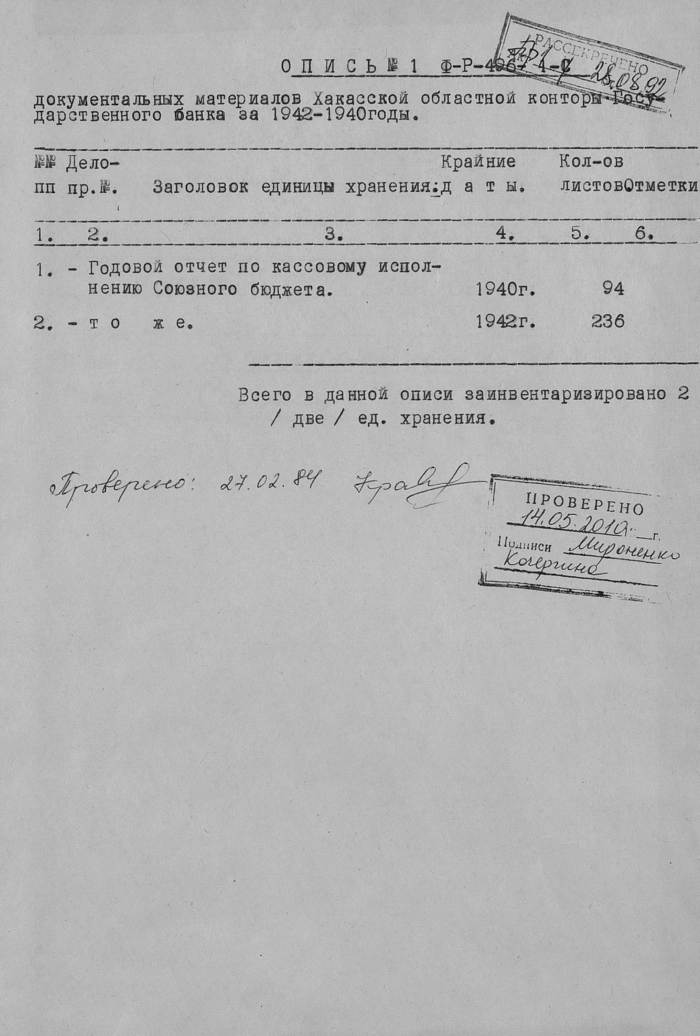 РАССЕКРЕЧЕНО
28.08.92
О П И С Ь № 1 Ф-Р-
документальных материалов Хакасской областной конторы Госу-
дарственного банка за 1942-1940годы.
№№ Дело- Крайние Кол-ов
пп пр.№. Заголовок единицы хранения: д а т ы. листов Отметки
1. 2. 3. 4. 5. 6.
1. - Годовой отчет по кассовому испол-
нению Союзного бюджета. 1940г. 94
2. - т о ж е. 1942г. 236
Всего в данной описи заинвентаризировано 2
/ две / ед. хранения.
Проверено: 27.02.84
ПРОВЕРЕНО
14.05.2010 г.
Подписи Мироненко
Кочергина